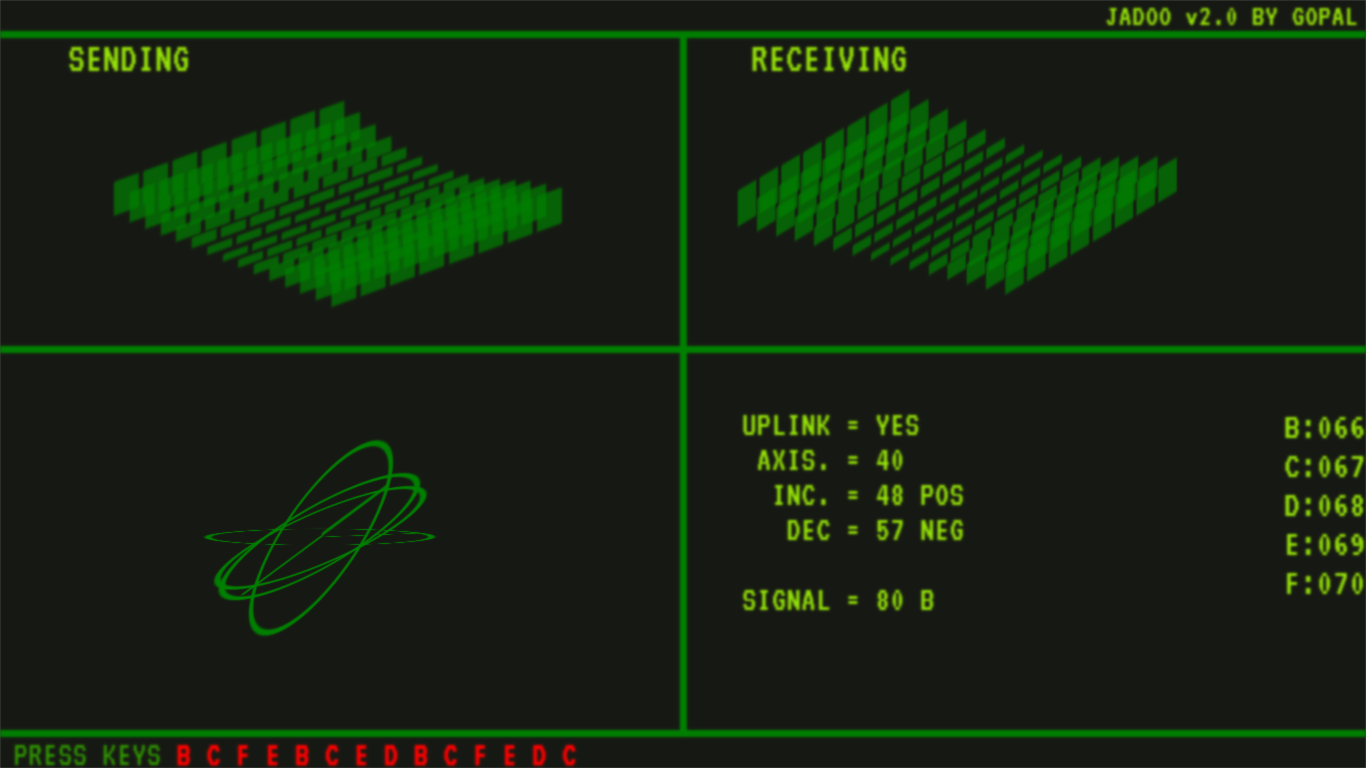 JADOO v2.0 BY GOPAL
SENDING
RECEIVING
UPLINK = YES
AXIS. = 40
INC. = 48 POS
DEC = 57 NEG
SIGNAL = 80 B
B:066
C:067
D:068
E:069
F:070
PRESS KEYS B C F E B C E D B C F E D C